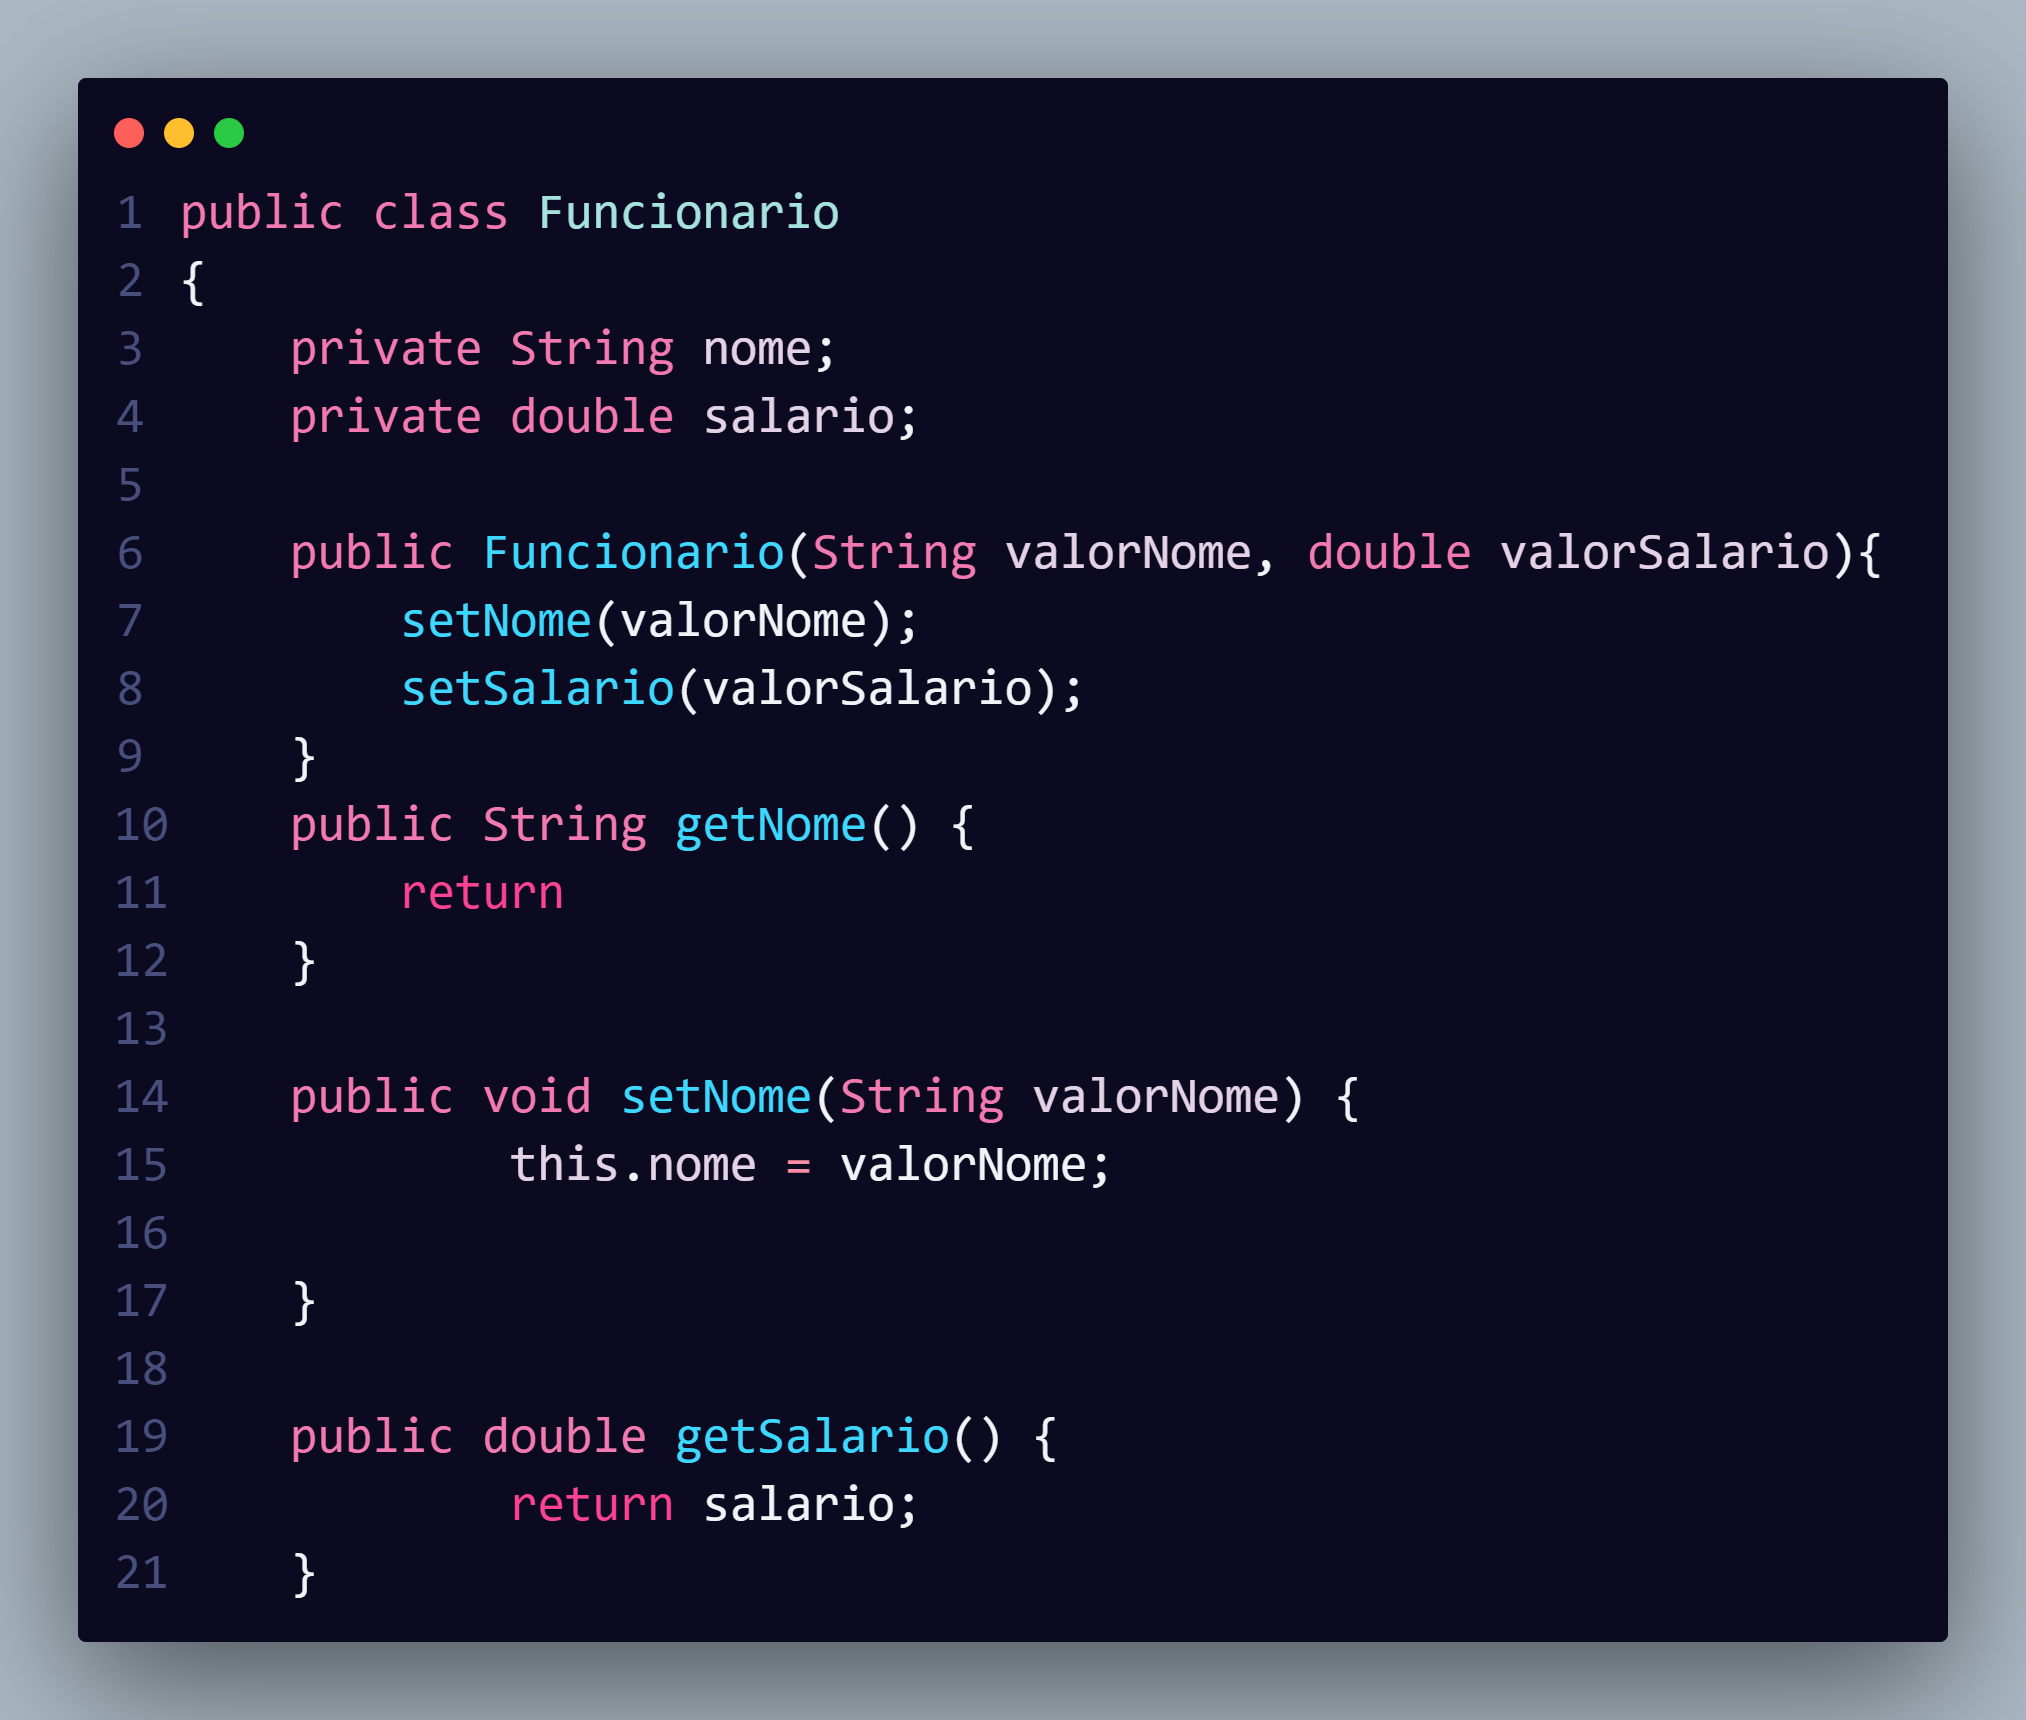 1 public class Funcionario
2 {
3     private String nome;
4     private double salario;
5
6     public Funcionario(String valorNome, double valorSalario){
7         setNome(valorNome);
8         setSalario(valorSalario);
9     }
10     public String getNome() {
11         return
12     }
13
14     public void setNome(String valorNome) {
15             this.nome = valorNome;
16
17     }
18
19     public double getSalario() {
20             return salario;
21     }